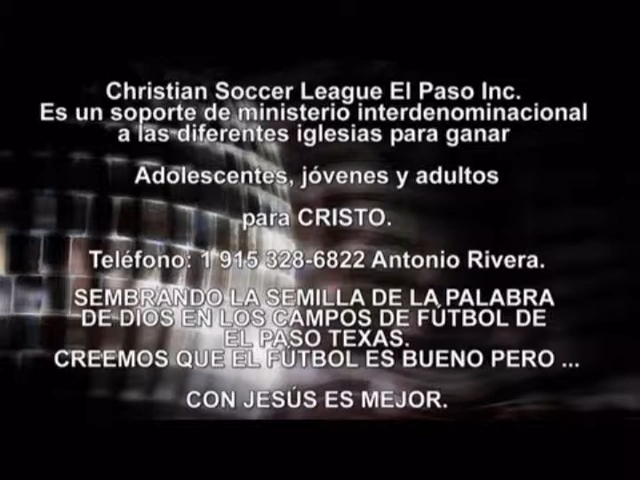 Christian Soccer League El Paso Inc.
Es un soporte de ministerio interdenominacional
a las diferentes iglesias para ganar
Adolescentes, jóvenes y adultos
para CRISTO.
Teléfono: 1 915 328-6822 Antonio Rivera.
SEMBRANDO LA SEMILLA DE LA PALABRA
DE DIOS EN LOS CAMPOS DE FÚTBOL DE
EL PASO TEXAS.
CREEMOS QUE EL FÚTBOL ES BUENO PERO ...
CON JESÚS ES MEJOR.